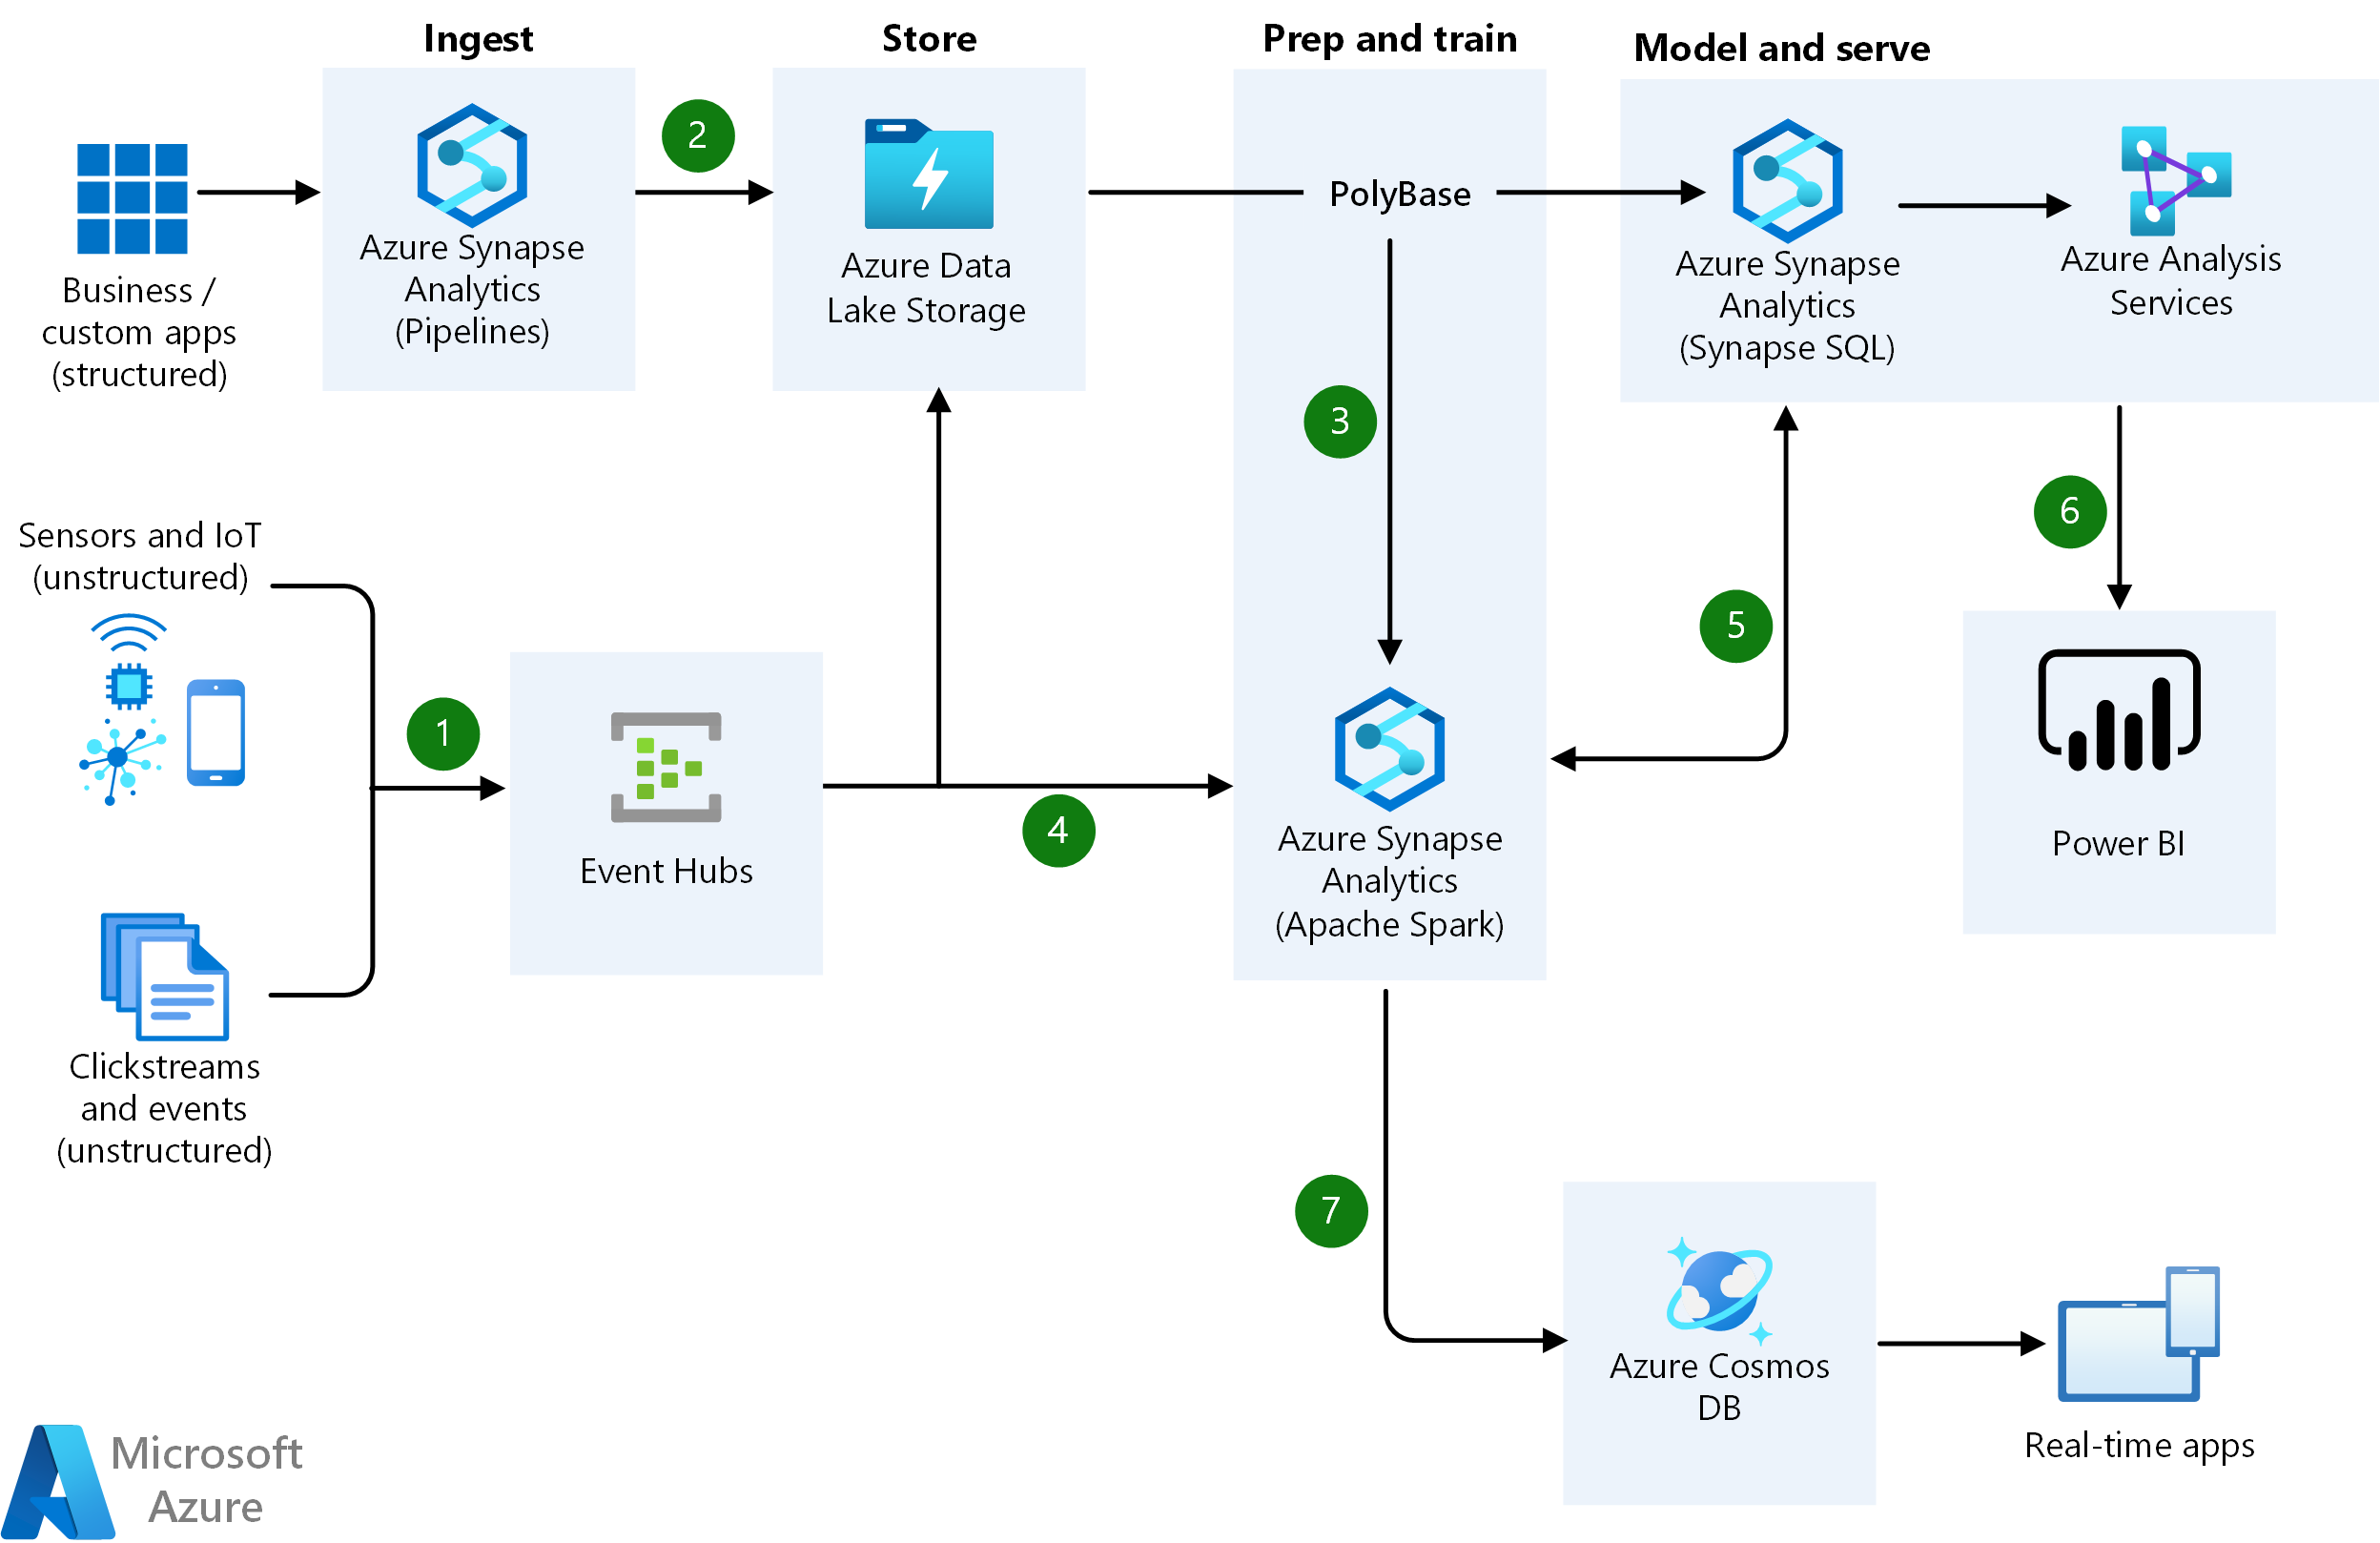 Ingest
Store
Prep and train
Model and serve
2
Business /
custom apps
(structured)
Azure Synapse
Analytics
(Pipelines)
Azure Data
Lake Storage
PolyBase
Azure Synapse
Analytics
(Synapse SQL)
Azure Analysis
Services
3
6
5
Sensors and IoT
(unstructured)
1
Event Hubs
4
Azure Synapse
Analytics
(Apache Spark)
Power BI
Clickstreams
and events
(unstructured)
7
Azure Cosmos
DB
Real-time apps
Microsoft
Azure